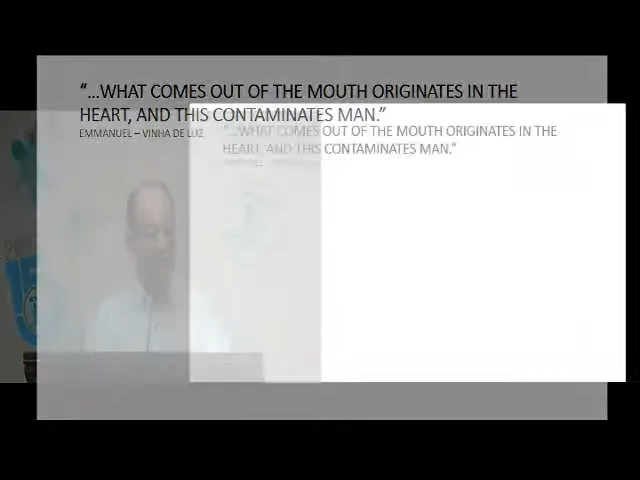 “…WHAT COMES OUT OF THE MOUTH ORIGINATES IN THE
HEART, AND THIS CONTAMINATES MAN.”
EMMANUEL – VINHA DE LUZ
“…WHAT COMES OUT OF THE MOUTH ORIGINATES IN THE
HEART, AND THIS CONTAMINATES MAN.”